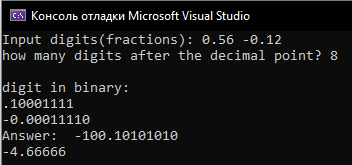 Консоль отладки Microsoft Visual Studio
Input digits(fractions): 0.56 -0.12
how many digits after the decimal point? 8
digit in binary:
.10001111
-0.00011110
Answer:  -100.10101010
-4.66666